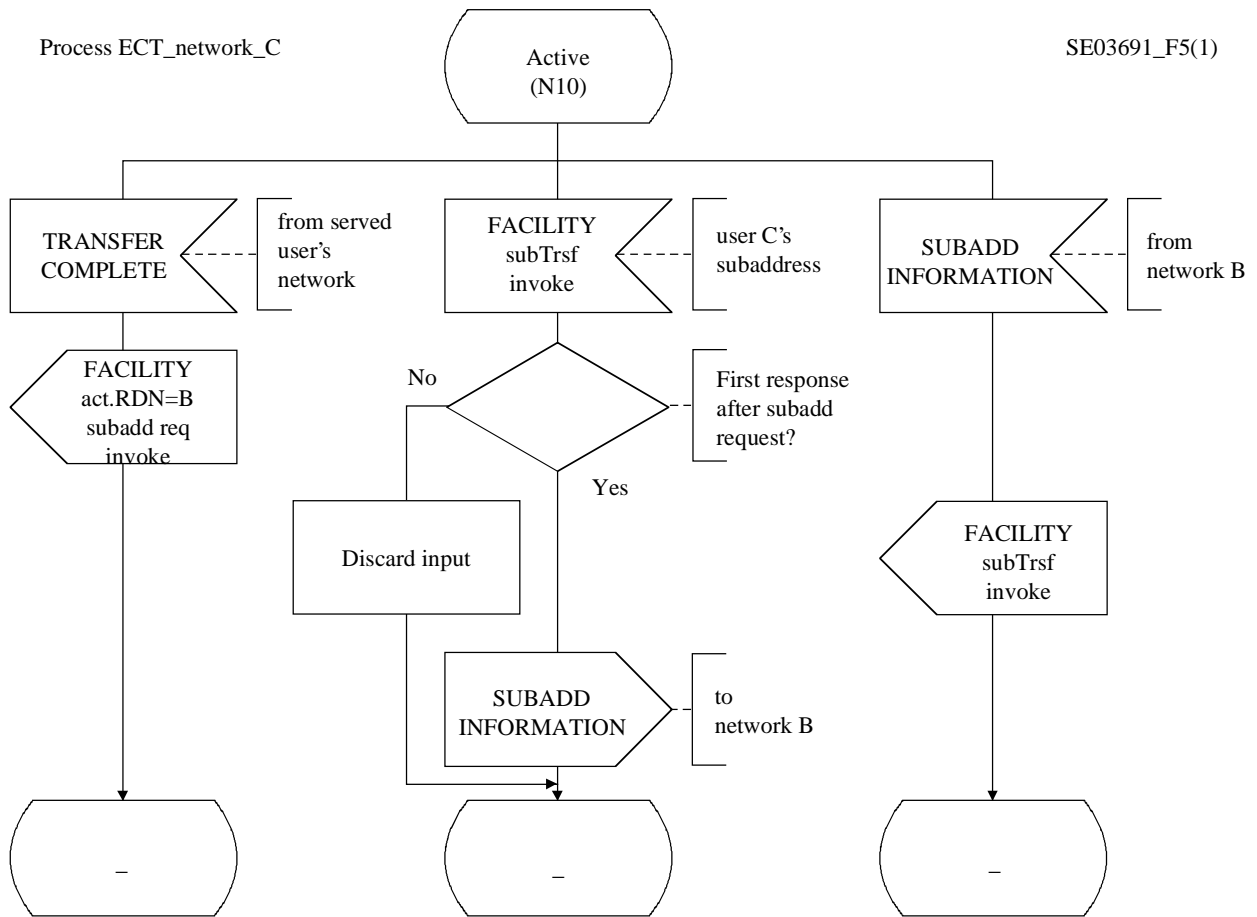 Process ECT_network_C
SE03691_F5(1)
Active
(N10)
TRANSFER
COMPLETE
from served
user's
network
FACILITY
subTrsf
invoke
user C's
subaddress
SUBADD
INFORMATION
from
network B
FACILITY
act.RDN=B
subadd req
invoke
No
First response
after subadd
request?
Yes
Discard input
FACILITY
subTrsf
invoke
SUBADD
INFORMATION
to
network B
_
_
_